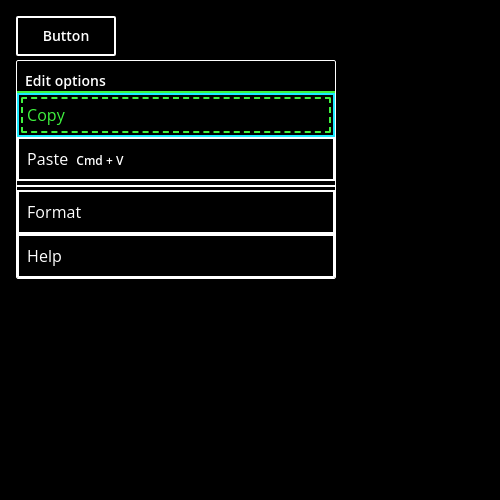 Button
Edit options
Copy
Paste Cmd + V
Format
Help